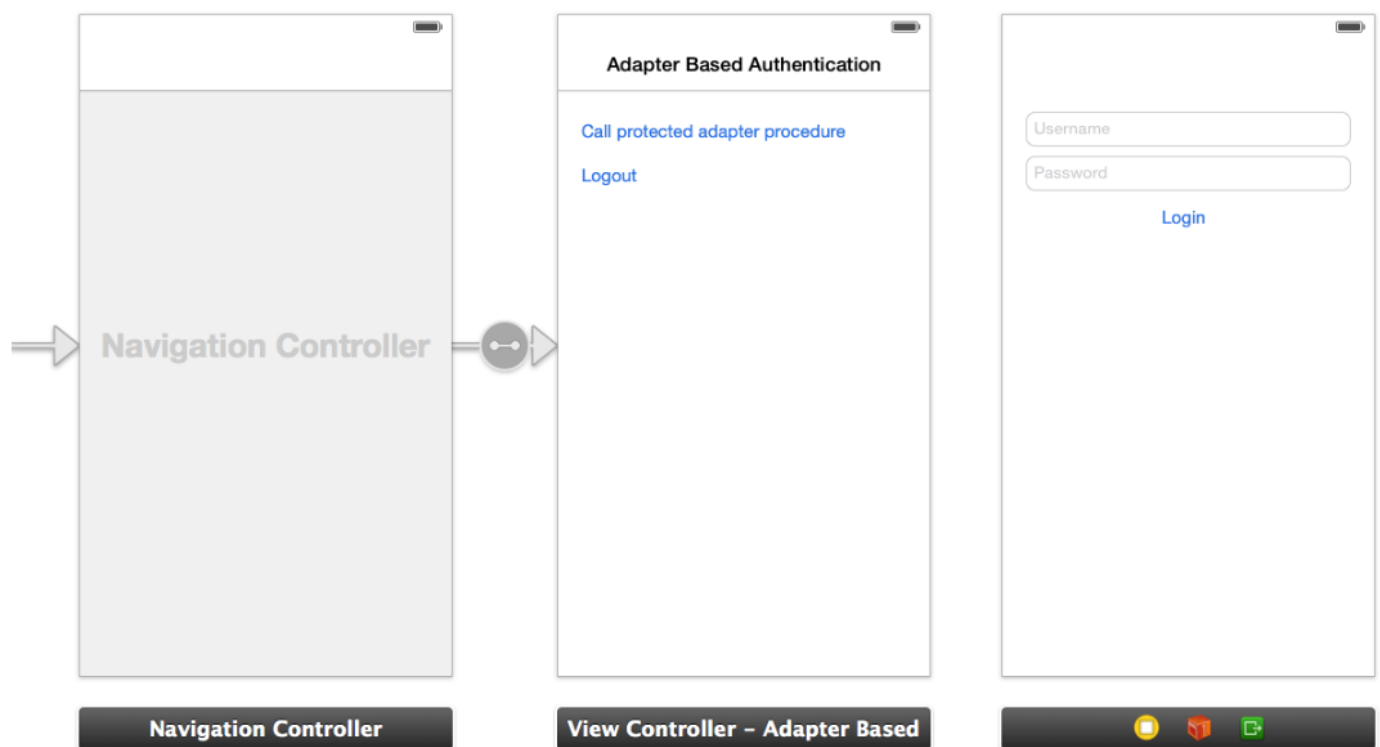 Navigation Controller
Navigation Controller
Adapter Based Authentication
Call protected adapter procedure
Logout
View Controller – Adapter Based
Username
Password
Login